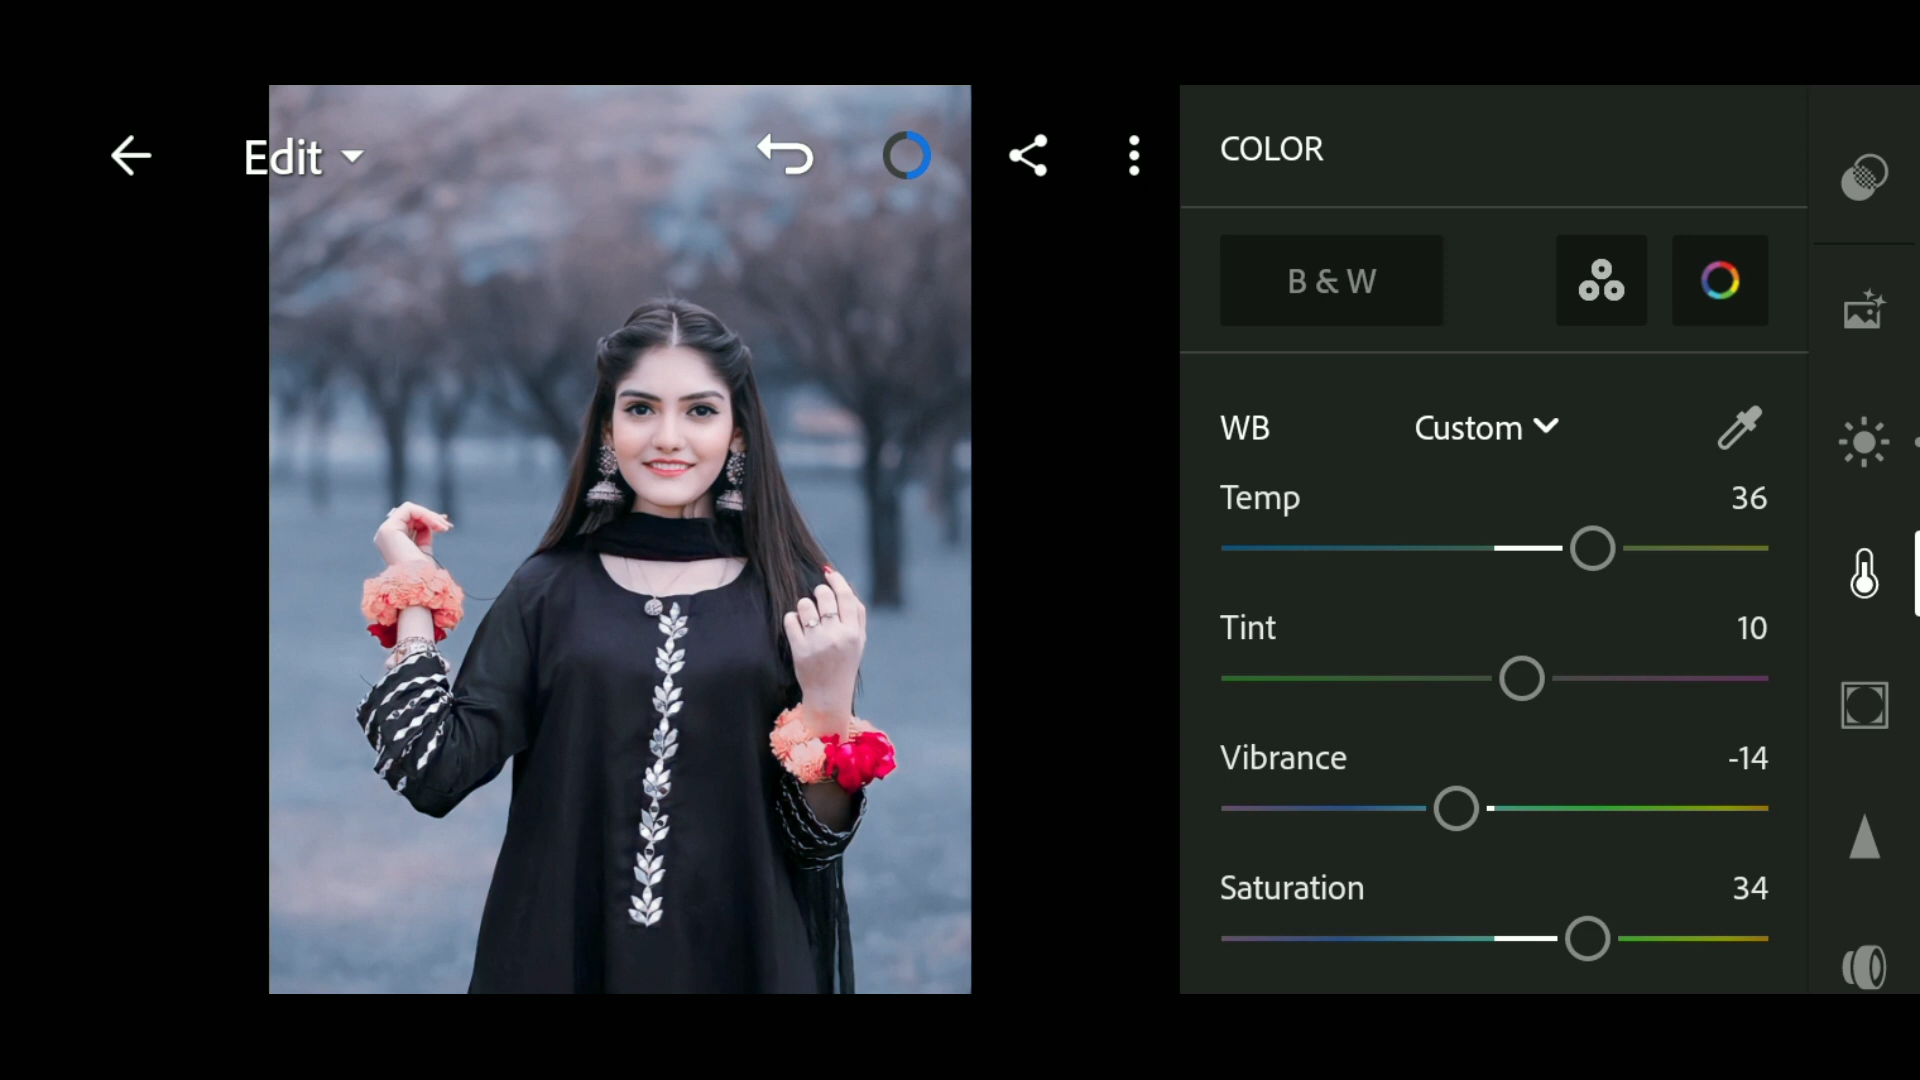 Edit
COLOR
B & W
WB Custom
Temp 36
Tint 10
Vibrance -14
Saturation 34